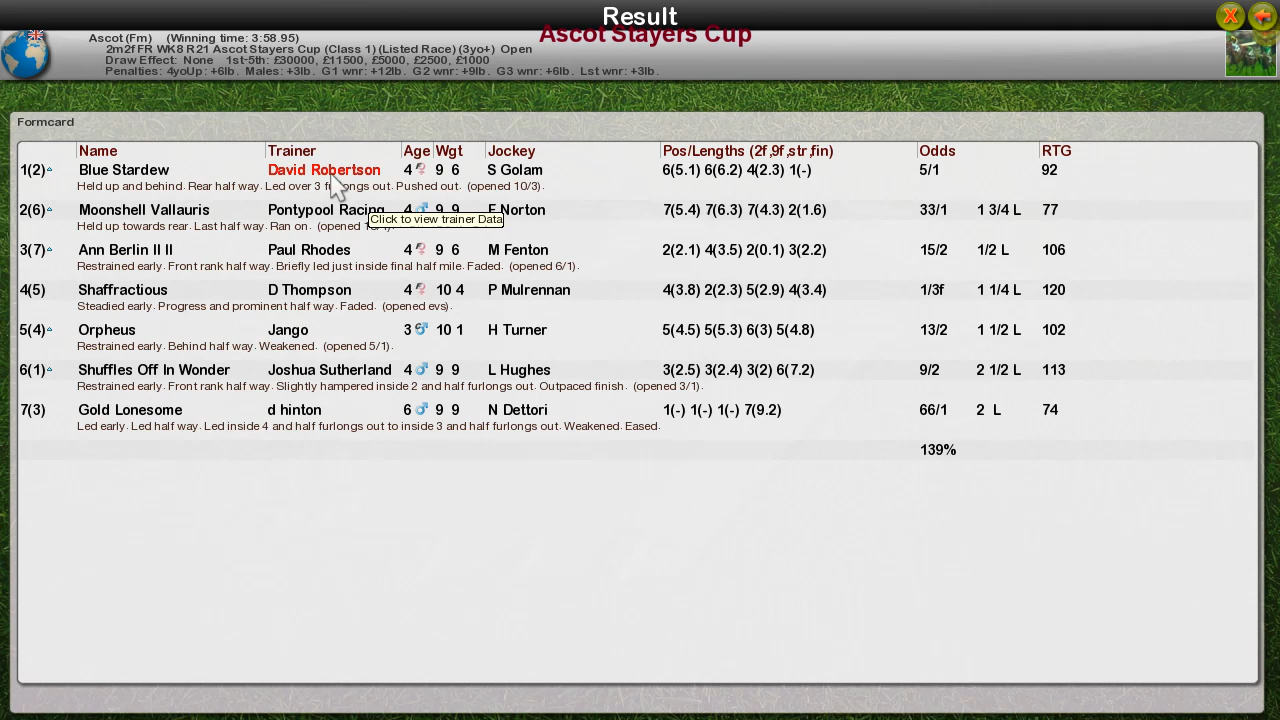 Result
Ascot Stayers Cup
Ascot (Fm) (Winning time: 3:58.95)
2m2f FR WK8 R21 Ascot Stayers Cup (Class 1) (Listed Race) (3yo+) Open
Draw Effect: None 1st-5th: £30000, £11500, £5000, £2500, £1000
Penalties: 4yoUp: +6lb. Males: +3lb. G1 wnr: +12lb. G2 wnr: +9lb. G3 wnr: +6lb. Lst wnr: +3lb.
Formcard
Name Trainer Age Wgt Jockey Pos/Lengths (2f,9f,str,fin) Odds RTG
1(2) Blue Stardew David Robertson 4 9 6 S Golam 6(5.1) 6(6.2) 4(2.3) 1(-) 5/1 92
Held up and behind. Rear half way. Led over 3 furlongs out. Pushed out. (opened 10/3).
2(6) Moonshell Vallauris Pontypool Racing 4 9 9 F Norton 7(5.4) 7(6.3) 7(4.3) 2(1.6) 33/1 1 3/4 L 77
Click to view trainer Data
Held up towards rear. Last half way. Ran on. (opened
3(7) Ann Berlin II II Paul Rhodes 4 9 6 M Fenton 2(2.1) 4(3.5) 2(0.1) 3(2.2) 15/2 1/2 L 106
Restrained early. Front rank half way. Briefly led just inside final half mile. Faded. (opened 6/1).
4(5) Shaffractious D Thompson 4 10 4 P Mulrennan 4(3.8) 2(2.3) 5(2.9) 4(3.4) 1/3f 1 1/4 L 120
Steadied early. Progress and prominent half way. Faded. (opened evs).
5(4) Orpheus Jango 3 10 1 H Turner 5(4.5) 5(5.3) 6(3) 5(4.8) 13/2 1 1/2 L 102
Restrained early. Behind half way. Weakened. (opened 5/1).
6(1) Shuffles Off In Wonder Joshua Sutherland 4 9 9 L Hughes 3(2.5) 3(2.4) 3(2) 6(7.2) 9/2 2 1/2 L 113
Restrained early. Front rank half way. Slightly hampered inside 2 and half furlongs out. Outpaced finish. (opened 3/1).
7(3) Gold Lonesome d hinton 6 9 9 N Dettori 1(-) 1(-) 1(-) 7(9.2) 66/1 2 L 74
Led early. Led half way. Led inside 4 and half furlongs out to inside 3 and half furlongs out. Weakened. Eased.
139%